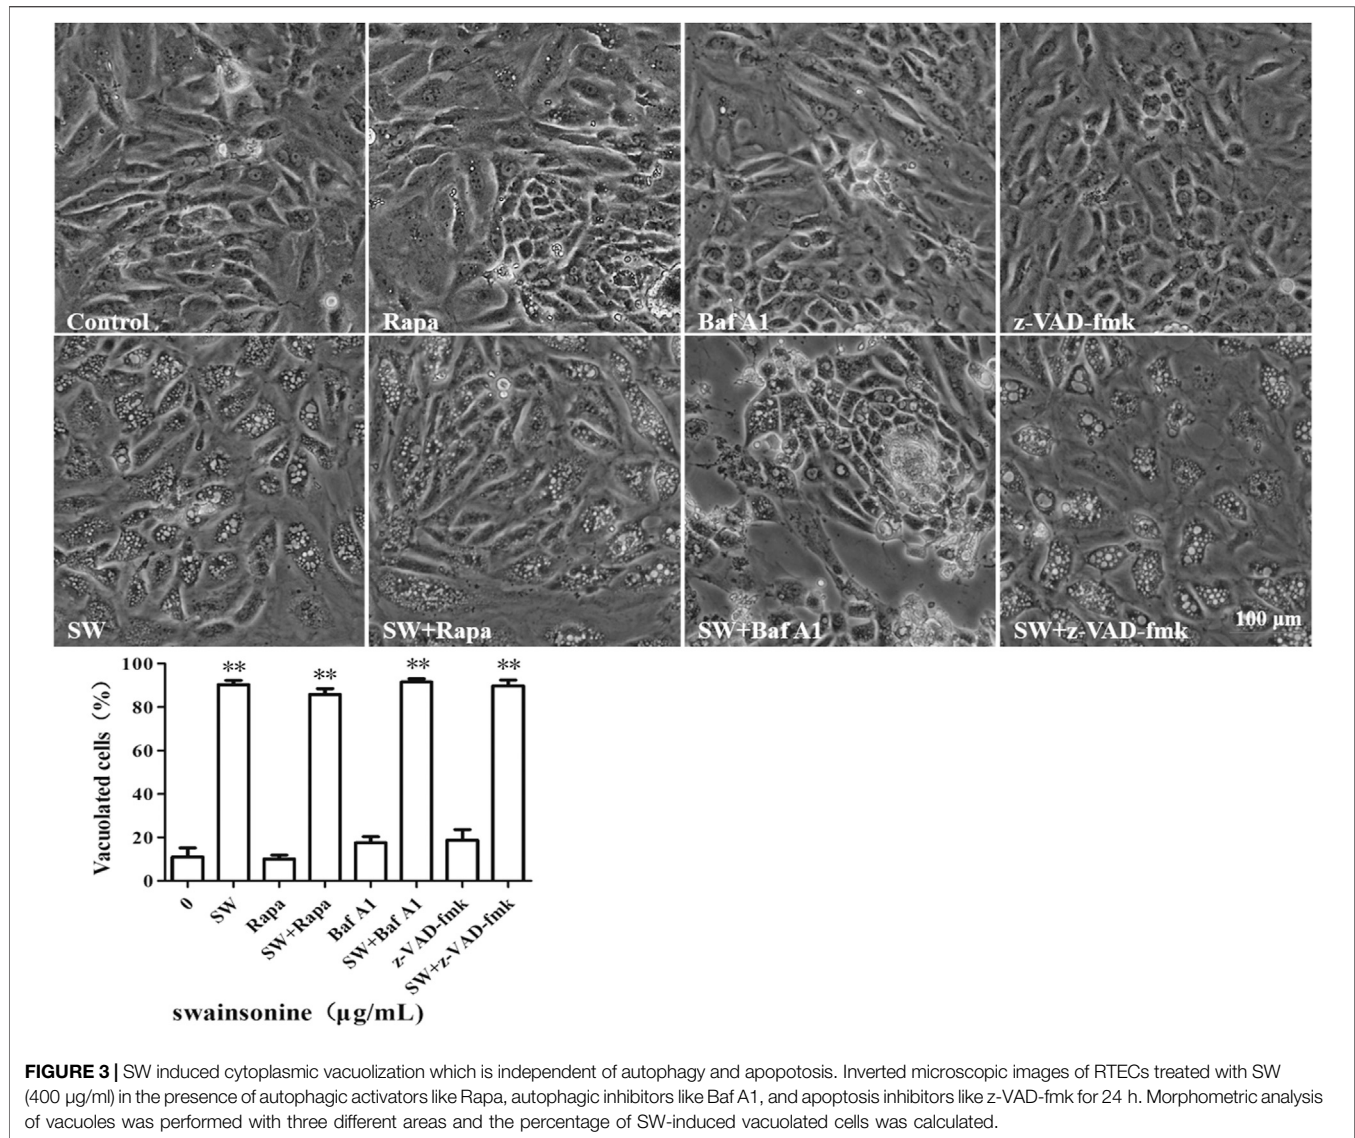 Control
Rapa
Baf A1
z-VAD-fmk
SW
SW+Rapa
SW+Baf A1
SW+z-VAD-fmk
100 µm
Vacuolated cells（%）
100
80
60
40
20
0
**
**
**
**
0
SW
Rapa
SW+Rapa
Baf A1
SW+Baf A1
z-VAD-fmk
SW+z-VAD-fmk
swainsonine（µg/mL)
FIGURE 3 | SW induced cytoplasmic vacuolization which is independent of autophagy and apopotosis. Inverted microscopic images of RTECs treated with SW
(400 µg/ml) in the presence of autophagic activators like Rapa, autophagic inhibitors like Baf A1, and apoptosis inhibitors like z-VAD-fmk for 24 h. Morphometric analysis
of vacuoles was performed with three different areas and the percentage of SW-induced vacuolated cells was calculated.